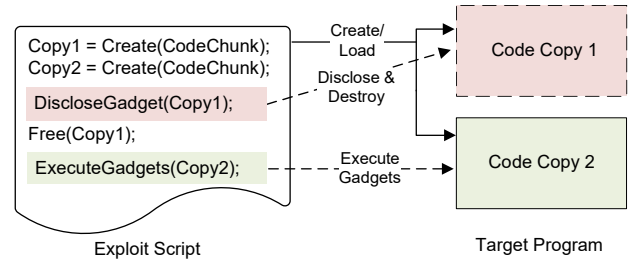 Copy1 = Create(CodeChunk);
Copy2 = Create(CodeChunk);
DiscloseGadget(Copy1);
Free(Copy1);
ExecuteGadgets(Copy2);
Exploit Script
Create/
Load
Disclose &
Destroy
Execute
Gadgets
Code Copy 1
Code Copy 2
Target Program